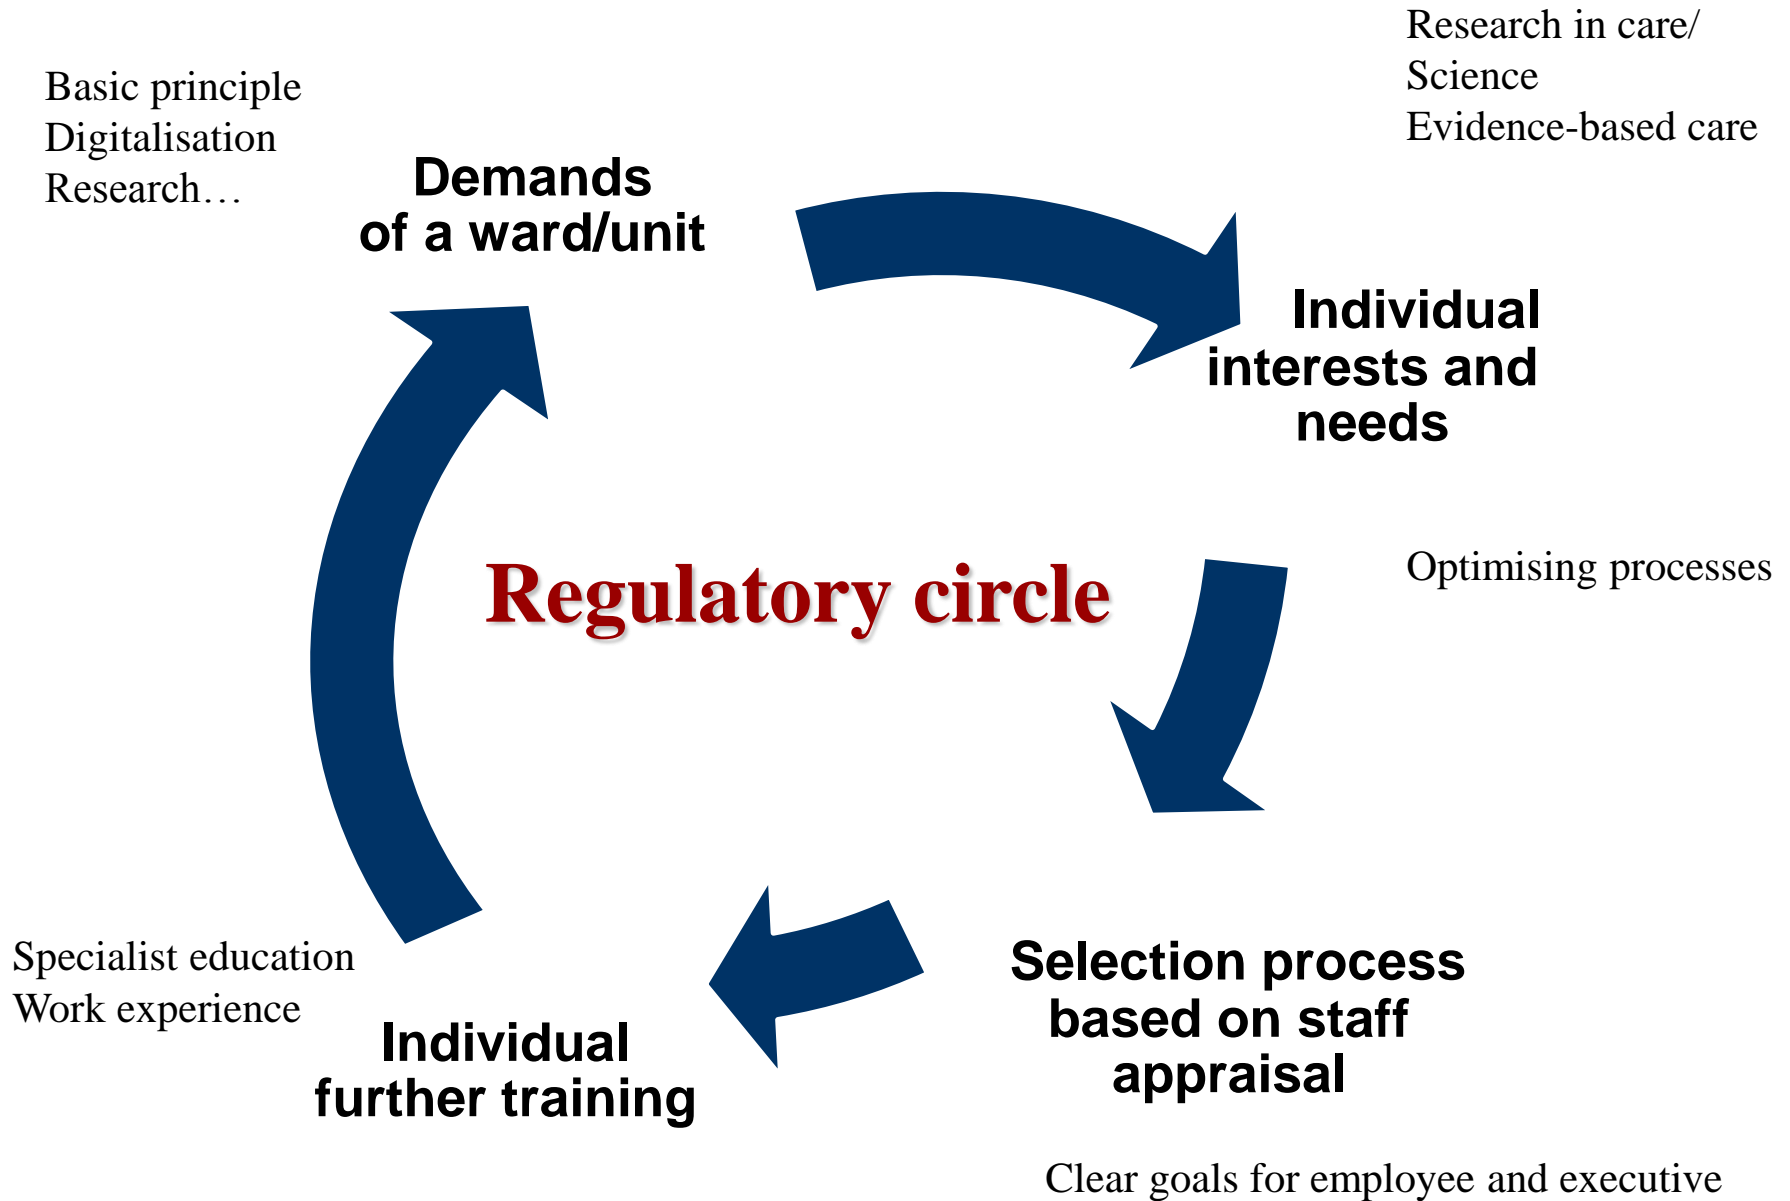 Basic principle
Digitalisation
Research…
Demands
of a ward/unit
Research in care/
Science
Evidence-based care
Individual
interests and
needs
Optimising processes
Regulatory circle
Selection process
based on staff
appraisal
Clear goals for employee and executive
Specialist education
Work experience
Individual
further training